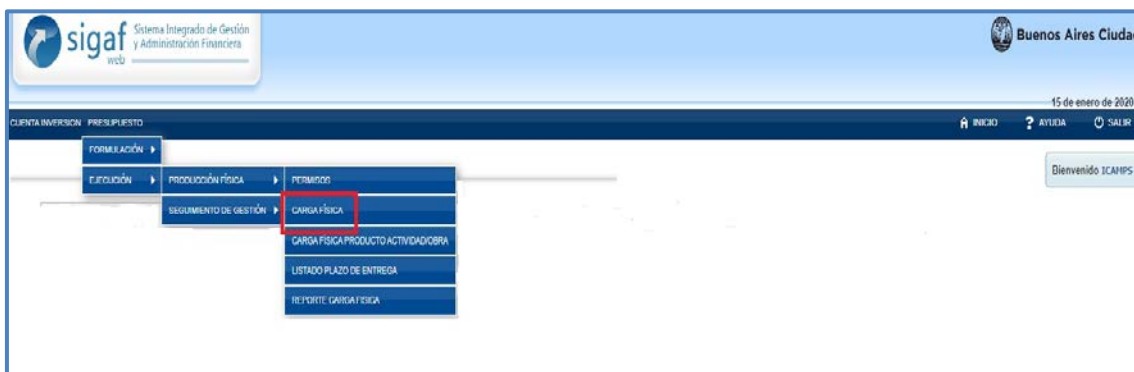 sigaf
web
Sistema Integrado de Gestión
y Administración Financiera
Buenos Aires Ciuda
15 de enero de 2020
CUENTA INVERSION PRESUPUESTO
INICIO ? AYUDA SALIR
FORMULACIÓN
Bienvenido ICAMPS
EJECUCIÓN PRODUCCIÓN FÍSICA PERMISOS
SEGUIMIENTO DE GESTIÓN CARGA FÍSICA
CARGA FÍSICA PRODUCTO ACTIVIDAD/OBRA
LISTADO PLAZO DE ENTREGA
REPORTE CARGA FISICA